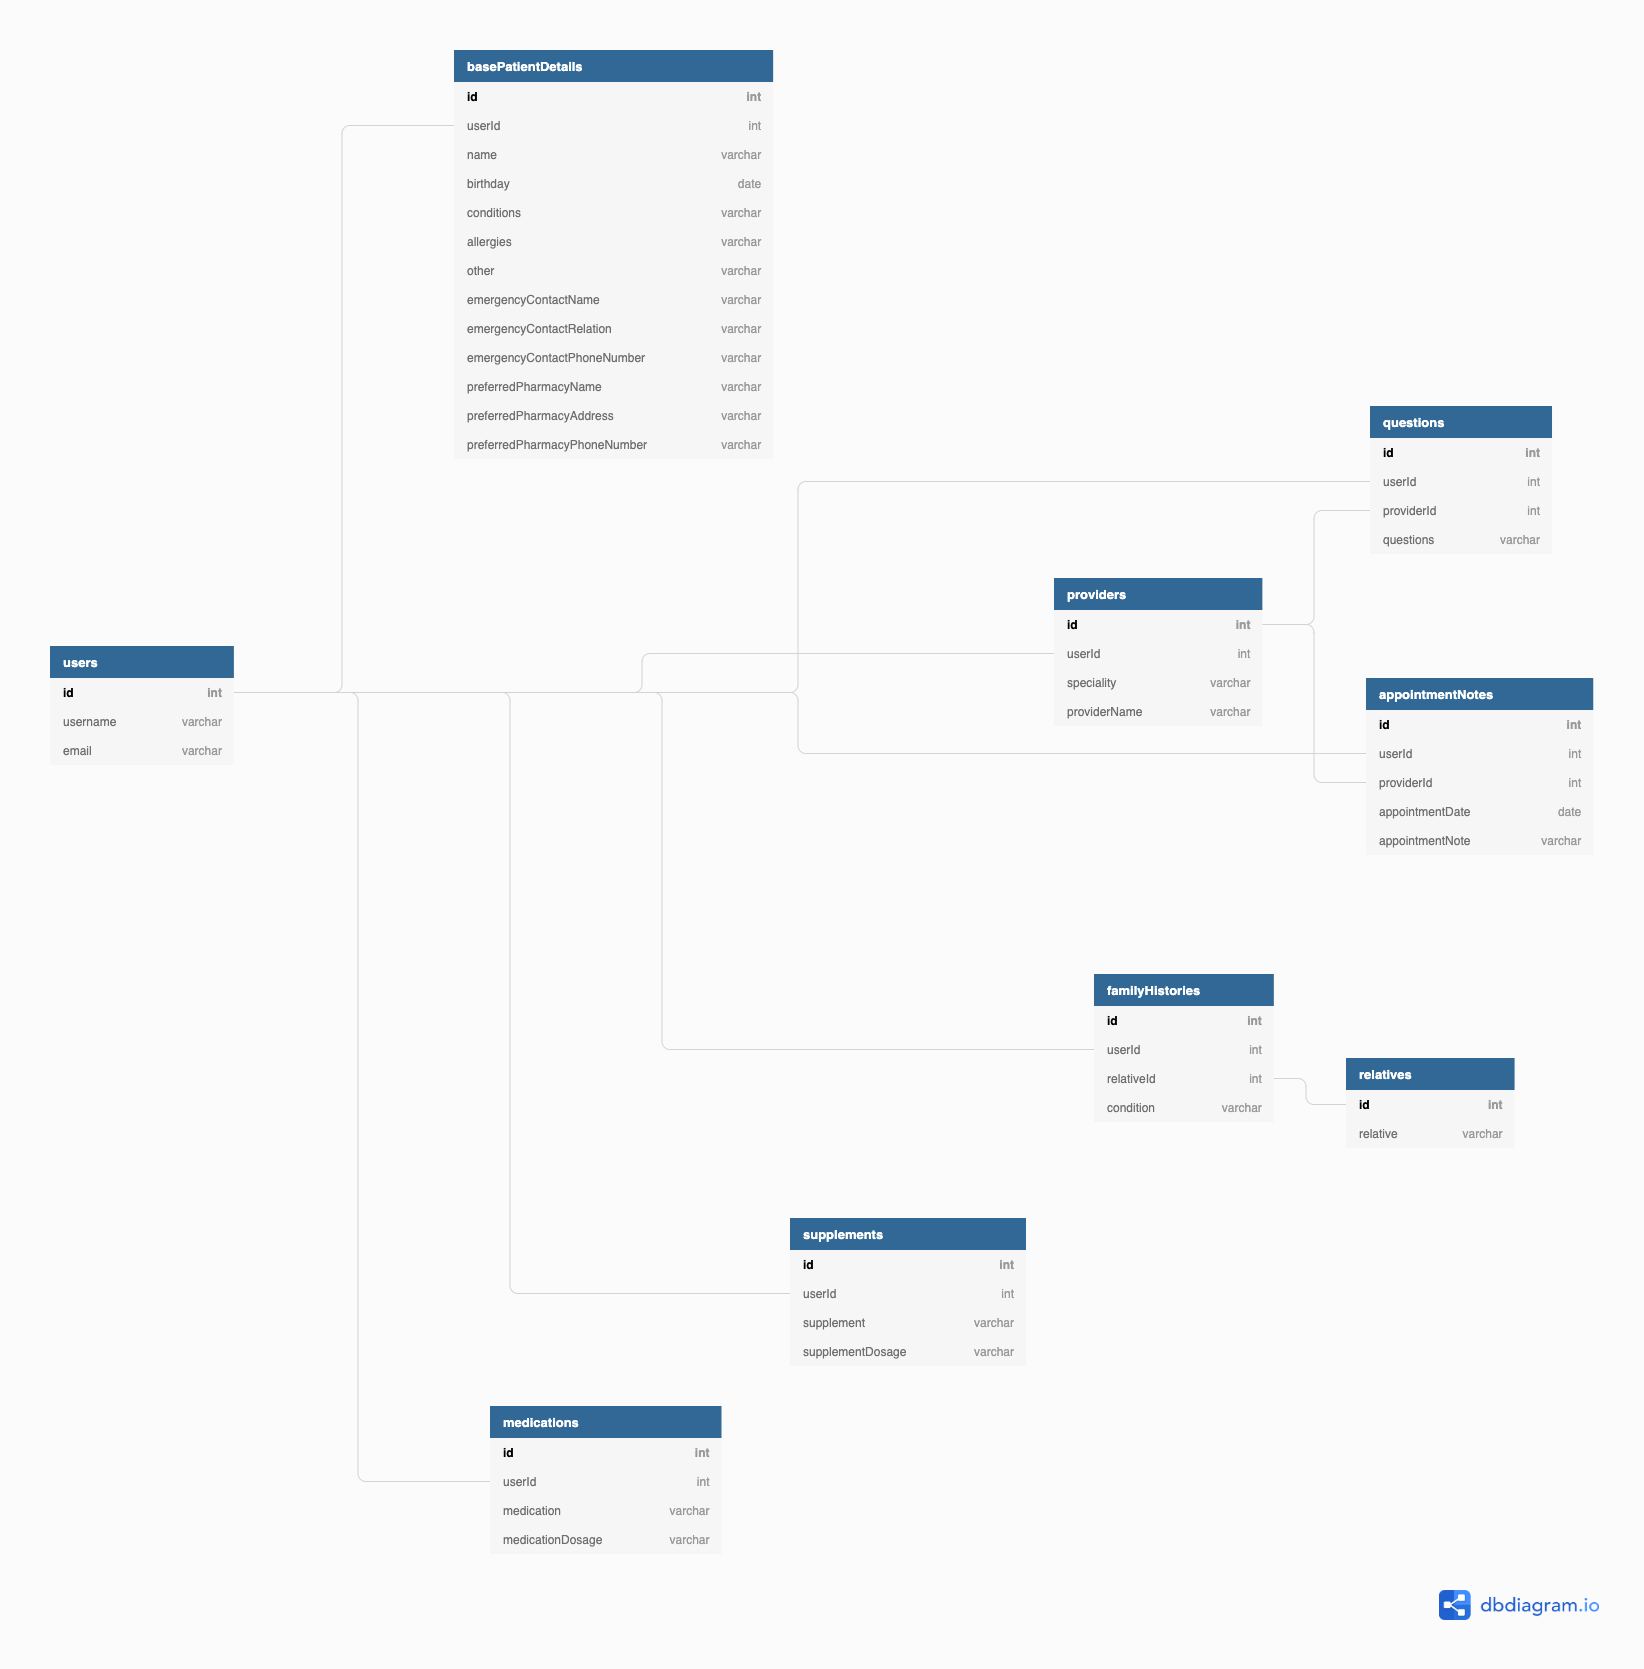 basePatientDetails
id int
userId int
name varchar
birthday date
conditions varchar
allergies varchar
other varchar
emergencyContactName varchar
emergencyContactRelation varchar
emergencyContactPhoneNumber varchar
preferredPharmacyName varchar
preferredPharmacyAddress varchar
preferredPharmacyPhoneNumber varchar
questions
id int
userId int
providerId int
questions varchar
providers
id int
userId int
speciality varchar
providerName varchar
users
id int
username varchar
email varchar
appointmentNotes
id int
userId int
providerId int
appointmentDate date
appointmentNote varchar
familyHistories
id int
userId int
relativeId int
condition varchar
relatives
id int
relative varchar
supplements
id int
userId int
supplement varchar
supplementDosage varchar
medications
id int
userId int
medication varchar
medicationDosage varchar
dbdiagram.io